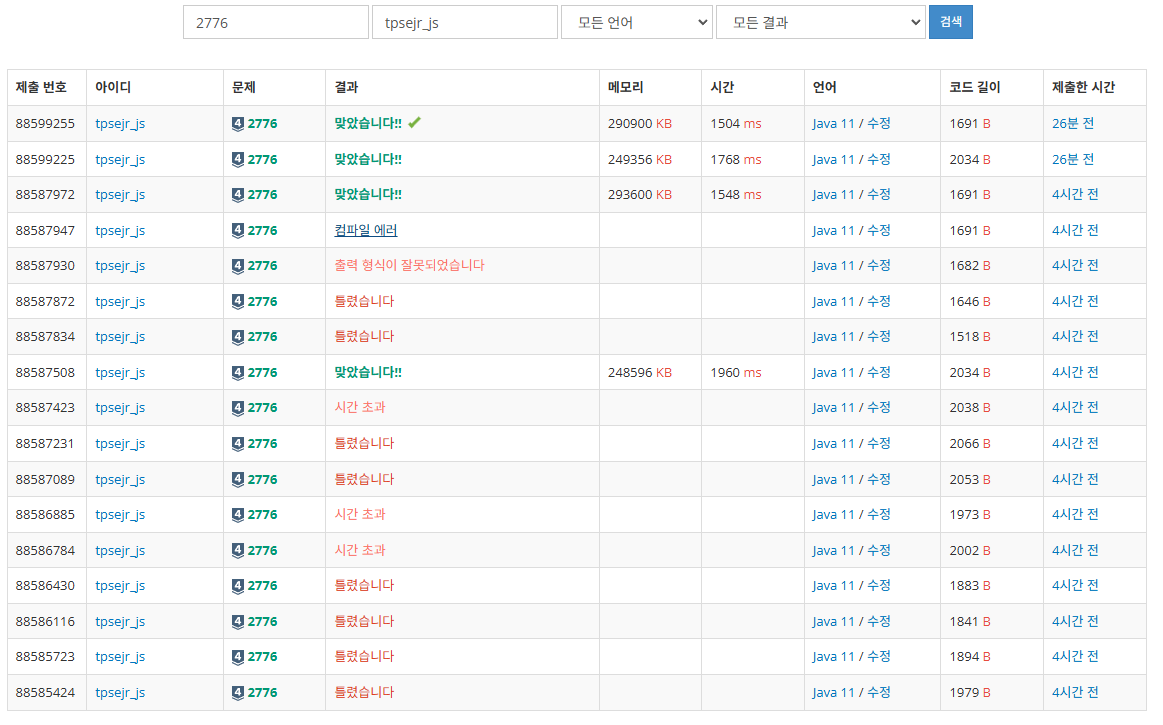 2776 tpsejr_js 모든 언어 모든 결과 검색
제출 번호 아이디 문제 결과 메모리 시간 언어 코드 길이 제출한 시간
88599255 tpsejr_js 4 2776 맞았습니다!! 290900 KB 1504 ms Java 11 / 수정 1691 B 26분 전
88599225 tpsejr_js 4 2776 맞았습니다!! 249356 KB 1768 ms Java 11 / 수정 2034 B 26분 전
88587972 tpsejr_js 4 2776 맞았습니다!! 293600 KB 1548 ms Java 11 / 수정 1691 B 4시간 전
88587947 tpsejr_js 4 2776 컴파일 에러 Java 11 / 수정 1691 B 4시간 전
88587930 tpsejr_js 4 2776 출력 형식이 잘못되었습니다 Java 11 / 수정 1682 B 4시간 전
88587872 tpsejr_js 4 2776 틀렸습니다 Java 11 / 수정 1646 B 4시간 전
88587834 tpsejr_js 4 2776 틀렸습니다 Java 11 / 수정 1518 B 4시간 전
88587508 tpsejr_js 4 2776 맞았습니다!! 248596 KB 1960 ms Java 11 / 수정 2034 B 4시간 전
88587423 tpsejr_js 4 2776 시간 초과 Java 11 / 수정 2038 B 4시간 전
88587231 tpsejr_js 4 2776 틀렸습니다 Java 11 / 수정 2066 B 4시간 전
88587089 tpsejr_js 4 2776 틀렸습니다 Java 11 / 수정 2053 B 4시간 전
88586885 tpsejr_js 4 2776 시간 초과 Java 11 / 수정 1973 B 4시간 전
88586784 tpsejr_js 4 2776 시간 초과 Java 11 / 수정 2002 B 4시간 전
88586430 tpsejr_js 4 2776 틀렸습니다 Java 11 / 수정 1883 B 4시간 전
88586116 tpsejr_js 4 2776 틀렸습니다 Java 11 / 수정 1841 B 4시간 전
88585723 tpsejr_js 4 2776 틀렸습니다 Java 11 / 수정 1894 B 4시간 전
88585424 tpsejr_js 4 2776 틀렸습니다 Java 11 / 수정 1979 B 4시간 전